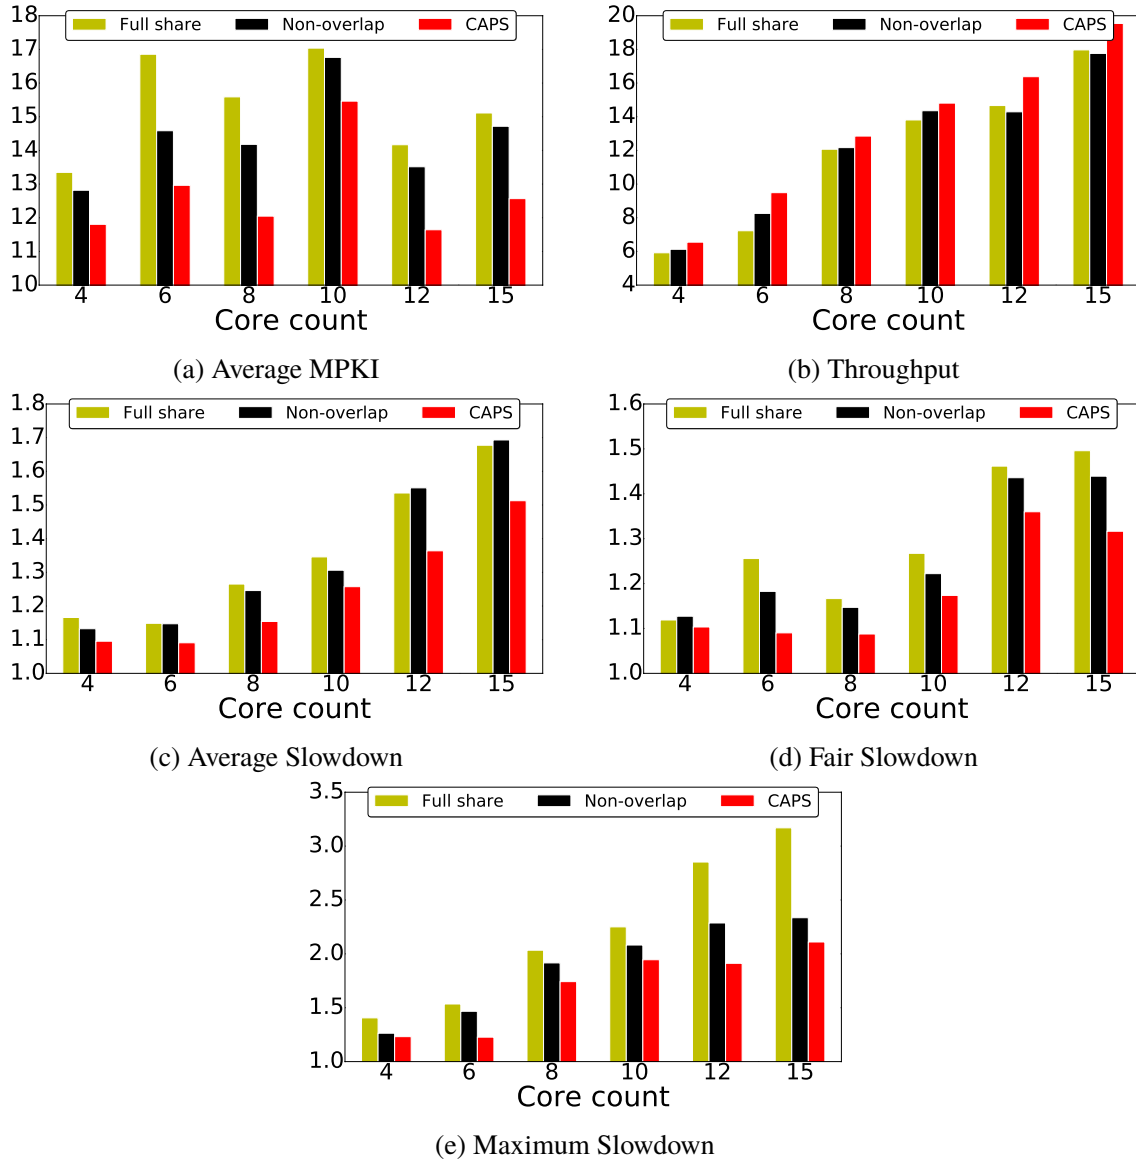 Full share Non-overlap CAPS
18
17
16
15
14
13
12
11
10
4 6 8 10 12 15
Core count
(a) Average MPKI
Full share Non-overlap CAPS
20
18
16
14
12
10
8
6
4
4 6 8 10 12 15
Core count
(b) Throughput
Full share Non-overlap CAPS
1.8
1.7
1.6
1.5
1.4
1.3
1.2
1.1
1.0
4 6 8 10 12 15
Core count
(c) Average Slowdown
Full share Non-overlap CAPS
1.6
1.5
1.4
1.3
1.2
1.1
1.0
4 6 8 10 12 15
Core count
(d) Fair Slowdown
Full share Non-overlap CAPS
3.5
3.0
2.5
2.0
1.5
1.0
4 6 8 10 12 15
Core count
(e) Maximum Slowdown